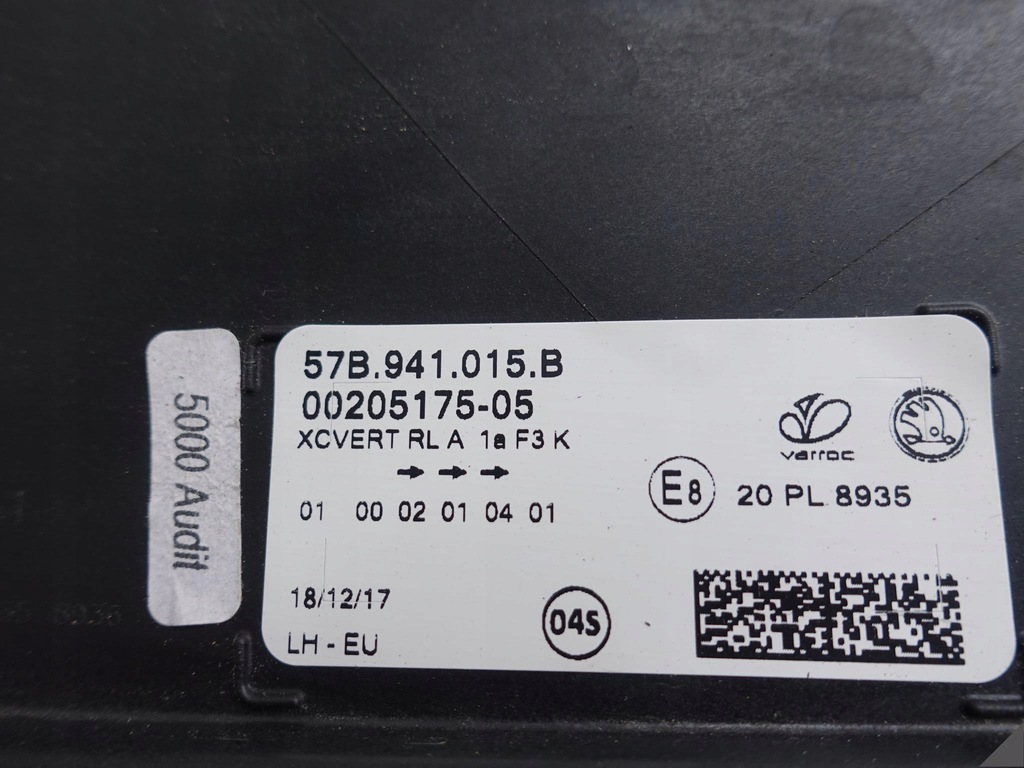 57B.941.015.B
00205175-05
XCVERT RL A 1a F3 K
01 00 02 01 04 01
varroc
E8
20 PL 8935
18/12/17
04S
LH - EU
5000 Audit
8935